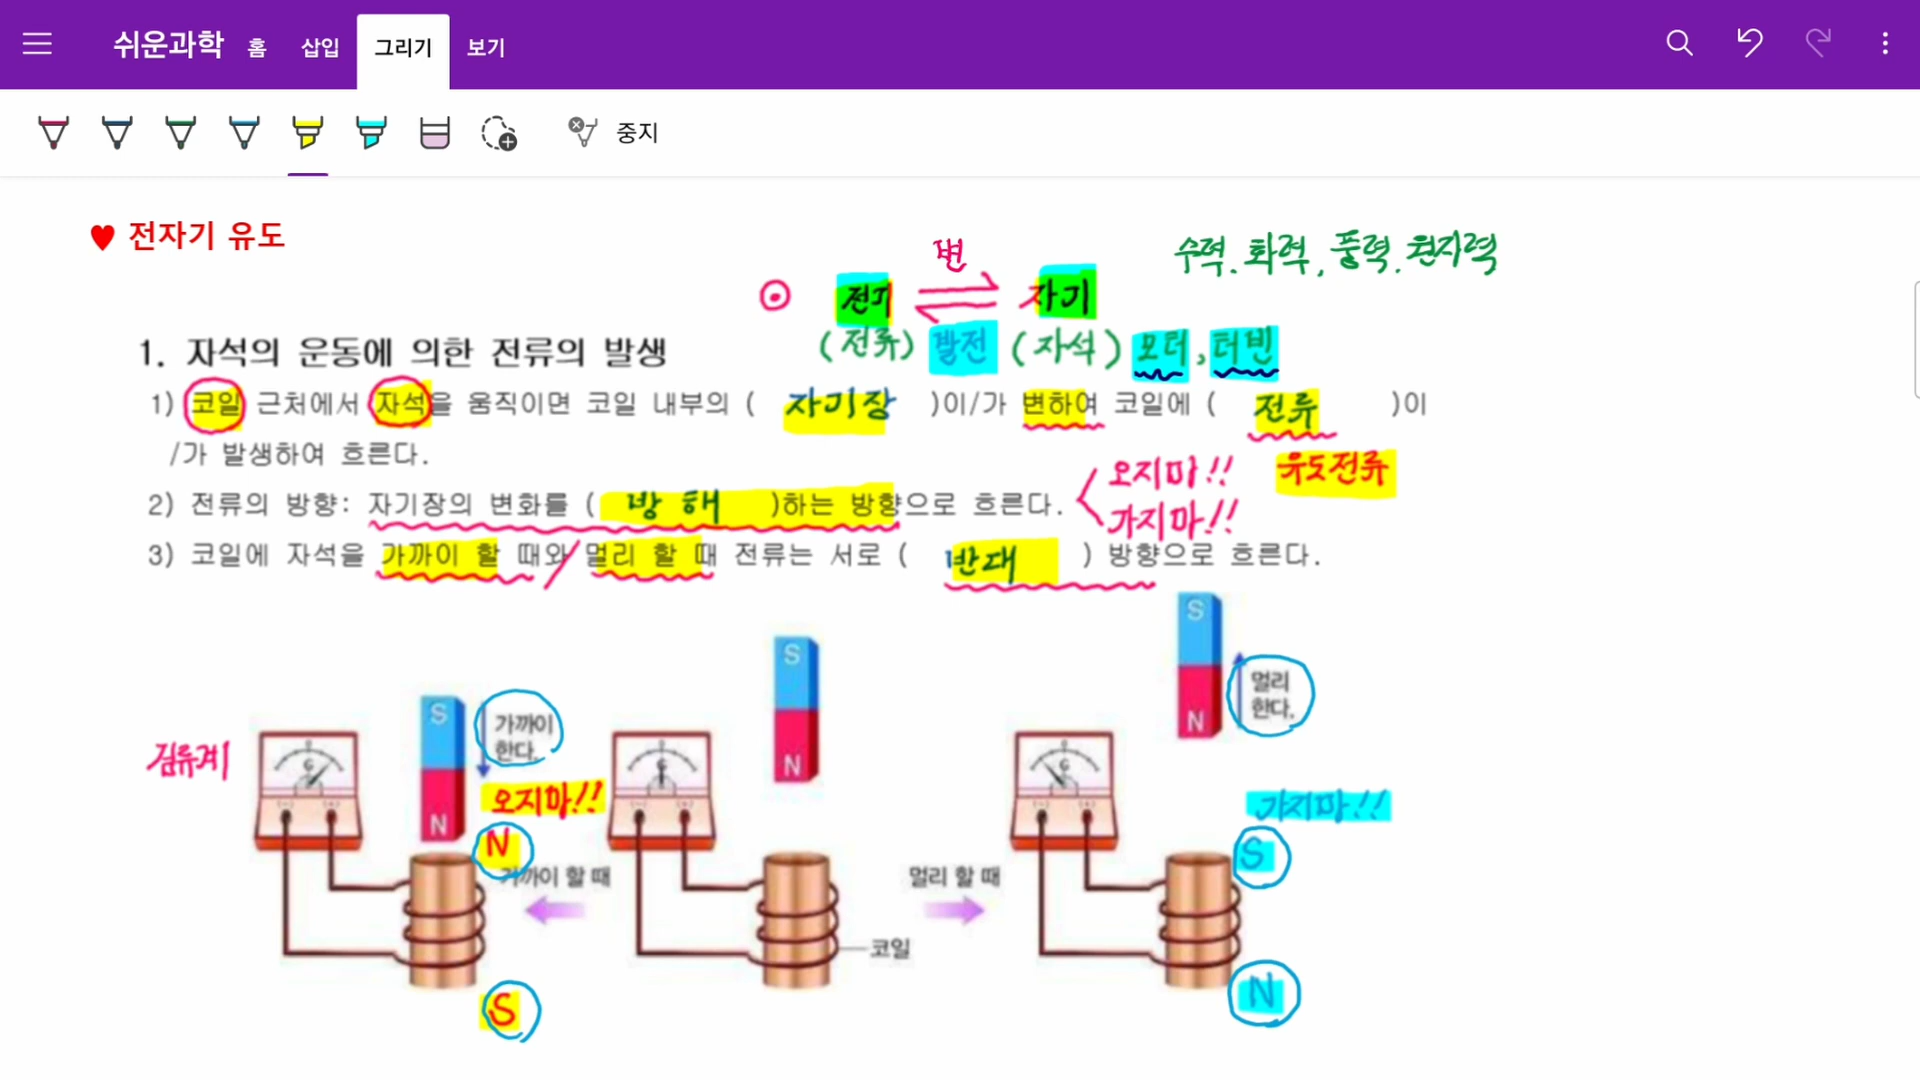 쉬운과학 홈 삽입 그리기 보기
중지
♥ 전자기 유도
수력. 화력, 풍력. 원자력
변
전기 자기
(전류) 발전 (자석) 모터, 터빈
1. 자석의 운동에 의한 전류의 발생
1) 코일 근처에서 자석을 움직이면 코일 내부의 ( 자기장 )이/가 변하여 코일에 ( 전류 )이
/가 발생하여 흐른다.
유도전류
2) 전류의 방향: 자기장의 변화를 ( 방해 )하는 방향으로 흐른다.
오지마!!
가지마!!
3) 코일에 자석을 가까이 할 때와 / 멀리 할 때 전류는 서로 ( 반대 ) 방향으로 흐른다.
검류계
S
N
가까이
한다.
오지마!!
N
S
가까이 할 때
S
N
코일
멀리 할 때
S
N
멀리
한다.
가지마!!
S
N
0
G
(-) (+)
0
G
(-) (+)
0
G
(-) (+)